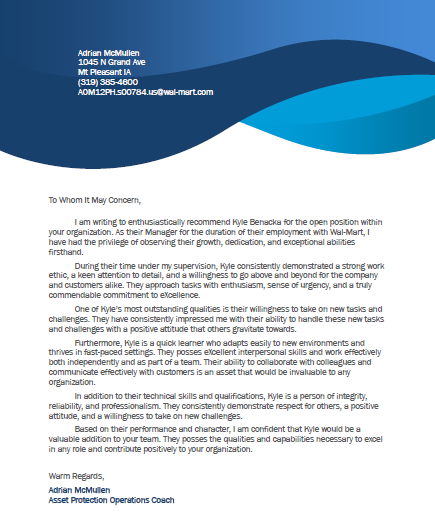 Adrian McMullen
1045 N Grand Ave
Mt Pleasant IA
(319) 385-4600
A0M12PH.s00784.us@wal-mart.com
To Whom It May Concern,
I am writing to enthusiastically recommend Kyle Benacka for the open position within
your organization. As their Manager for the duration of their employment with Wal-Mart, I
have had the privilege of observing their growth, dedication, and exceptional abilities
firsthand.
During their time under my supervision, Kyle consistently demonstrated a strong work
ethic, a keen attention to detail, and a willingness to go above and beyond for the company
and customers alike. They approach tasks with enthusiasm, sense of urgency, and a truly
commendable commitment to eXcellence.
One of Kyle's most outstanding qualities is their willingness to take on new tasks and
challenges. They have consistently impressed me with their ability to handle these new tasks
and challenges with a positive attitude that others gravitate towards.
Furthermore, Kyle is a quick learner who adapts easily to new environments and
thrives in fast-paced settings. They posses excellent interpersonal skills and work effectively
both independently and as part of a team. Their ability to collaborate with colleagues and
communicate effectively with customers is an asset that would be invaluable to any
organization.
In addition to their technical skills and qualifications, Kyle is a person of integrity,
reliability, and professionalism. They consistently demonstrate respect for others, a positive
attitude, and a willingness to take on new challenges.
Based on their performance and character, I am confident that Kyle would be a
valuable addition to your team. They posses the qualities and capabilities necessary to excel
in any role and contribute positively to your organization.
Warm Regards,
Adrian McMullen
Asset Protection Operations Coach